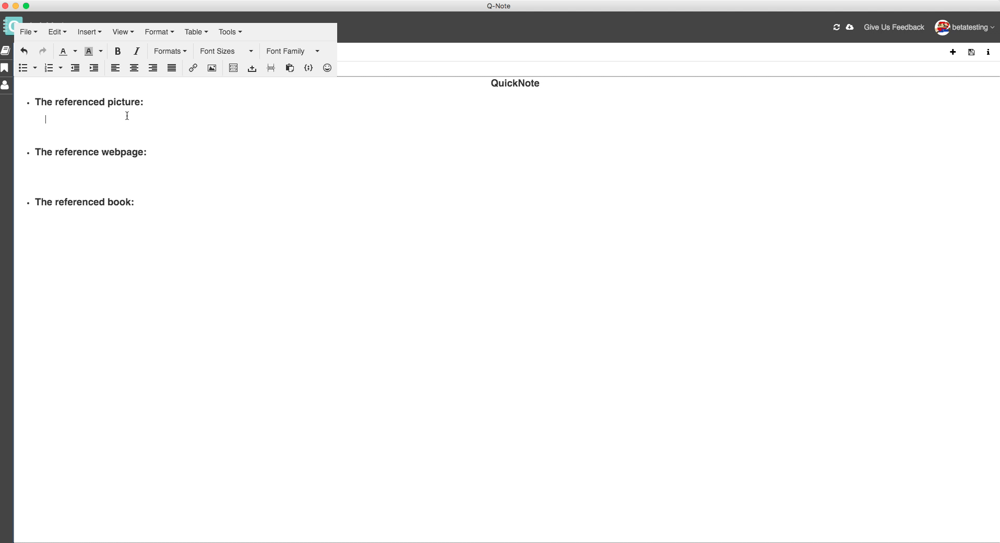 Q-Note
Give Us Feedback
betatesting
File Edit Insert View Format Table Tools
A A B I Formats Font Sizes Font Family
QuickNote
• The referenced picture:
• The reference webpage:
• The referenced book: